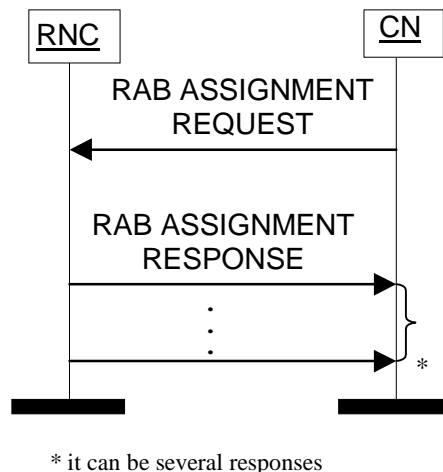 RNC
CN
RAB ASSIGNMENT
REQUEST
RAB ASSIGNMENT
RESPONSE
*
* it can be several responses